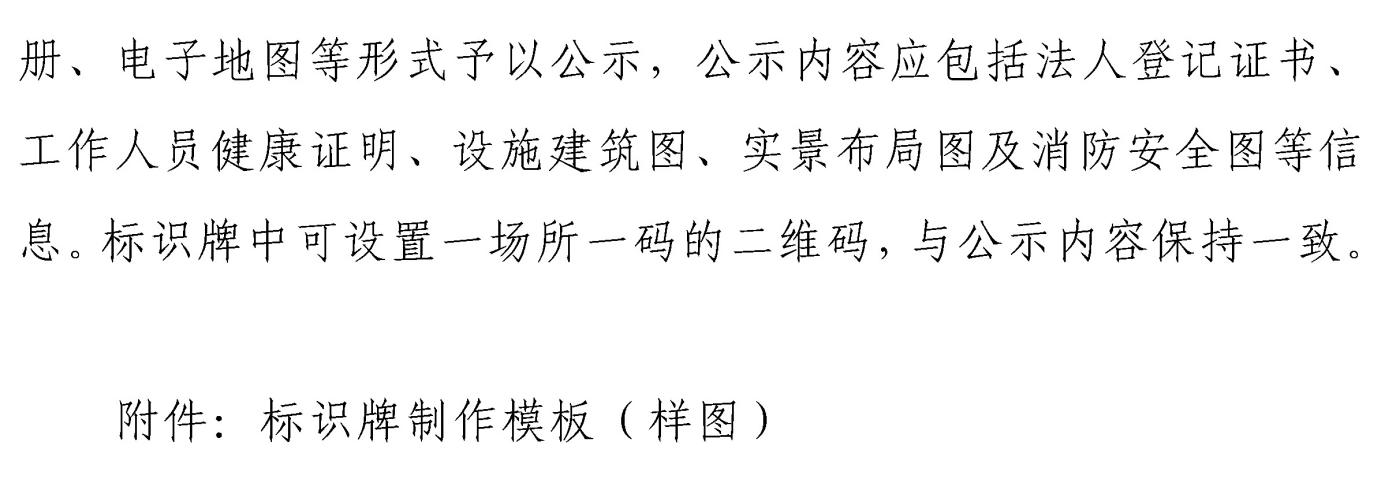 册、电子地图等形式予以公示，公示内容应包括法人登记证书、
工作人员健康证明、设施建筑图、实景布局图及消防安全图等信
息。标识牌中可设置一场所一码的二维码，与公示内容保持一致。
附件：标识牌制作模板（样图）